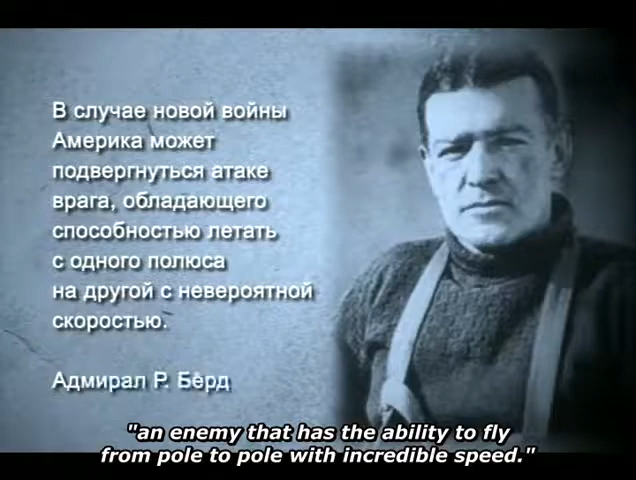 В случае новой войны
Америка может
подвергнуться атаке
врага, обладающего
способностью летать
с одного полюса
на другой с невероятной
скоростью.
Адмирал Р. Бёрд
"an enemy that has the ability to fly
from pole to pole with incredible speed."